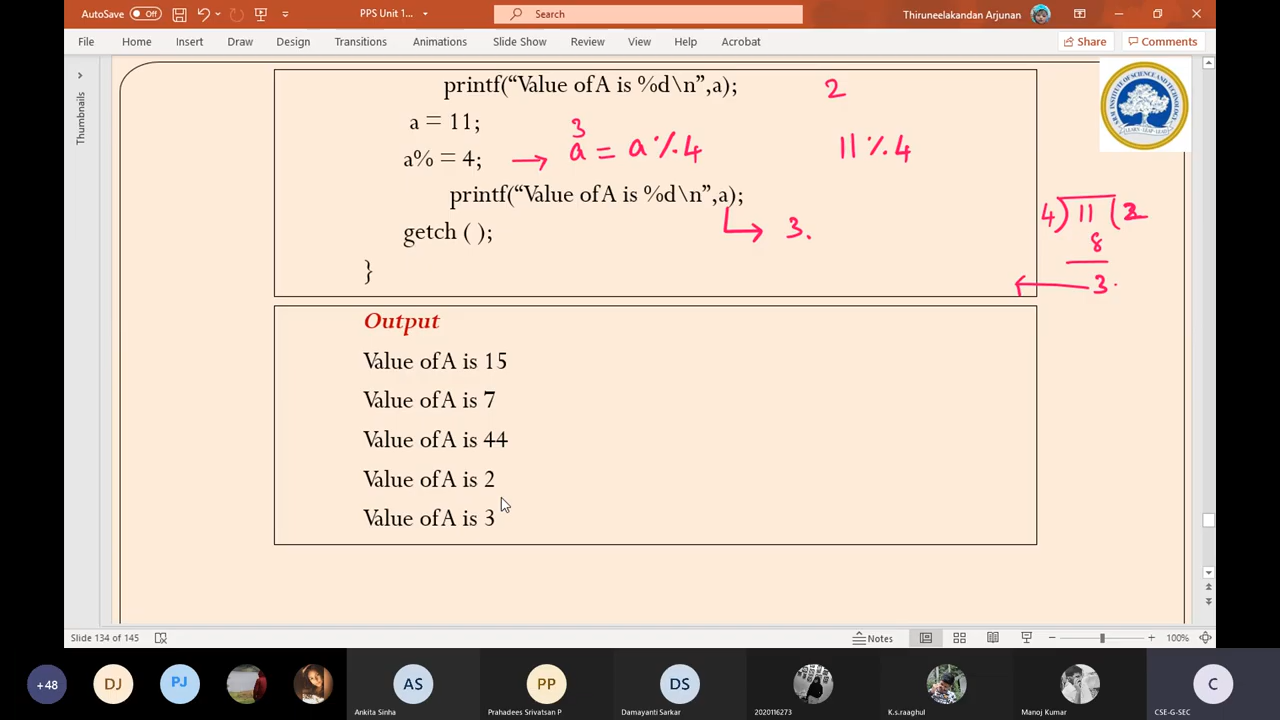 AutoSave Off PPS Unit 1... Search Thiruneelakandan Arjunan
File Home Insert Draw Design Transitions Animations Slide Show Review View Help Acrobat Share Comments
Thumbnails
printf(“Value of A is %d\n”,a); 2
a = 11;
3
a% = 4; → a = a % 4 11 % 4
printf(“Value of A is %d\n”,a);
4) 11 (2
getch ( ); 3.
8
}
3.
Output
Value of A is 15
Value of A is 7
Value of A is 44
Value of A is 2
Value of A is 3
Slide 134 of 145 Notes 100%
+48 DJ PJ AS PP DS C
Ankita Sinha Prahadees Srivatsan P Damayanti Sarkar 2020116273 K.s.raaghul Manoj Kumar CSE-G-SEC